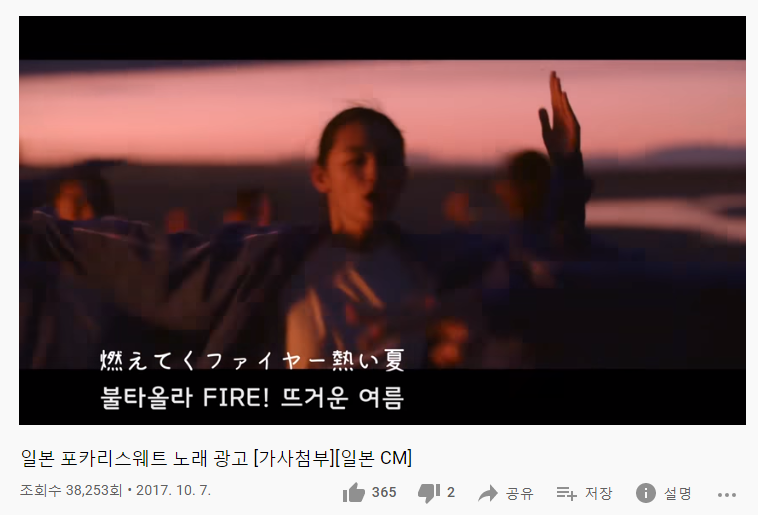 燃えてくファイヤー熱い夏
불타올라 FIRE! 뜨거운 여름
일본 포카리스웨트 노래 광고 [가사첨부][일본 CM]
조회수 38,253회 • 2017. 10. 7.
365 2 공유 저장 설명